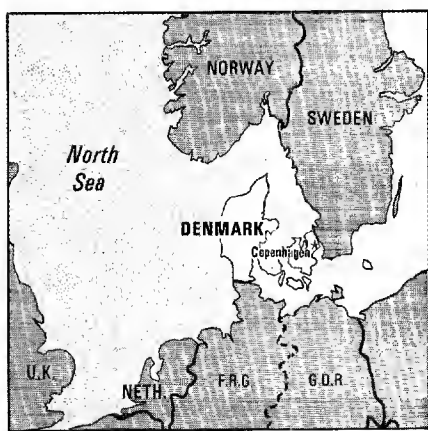 NORWAY
SWEDEN
North
Sea
DENMARK
Copenhagen
U.K.
NETH.
F.R.G
G.D.R.